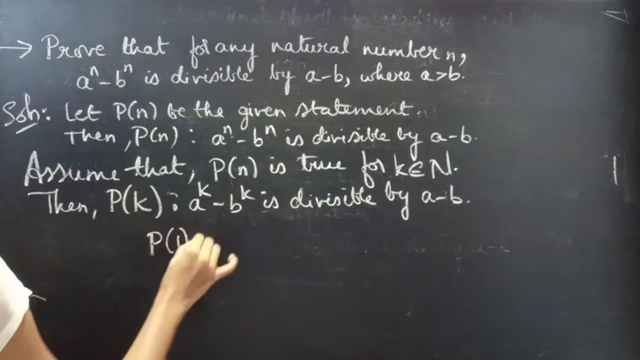 → Prove that for any natural number n,
aⁿ – bⁿ is divisible by a–b, where a>b.
Soln: Let P(n) be the given statement.
Then, P(n) : aⁿ – bⁿ is divisible by a–b.
Assume that, P(n) is true for k∈N.
Then, P(k) : aᵏ – bᵏ is divisible by a–b.
P(